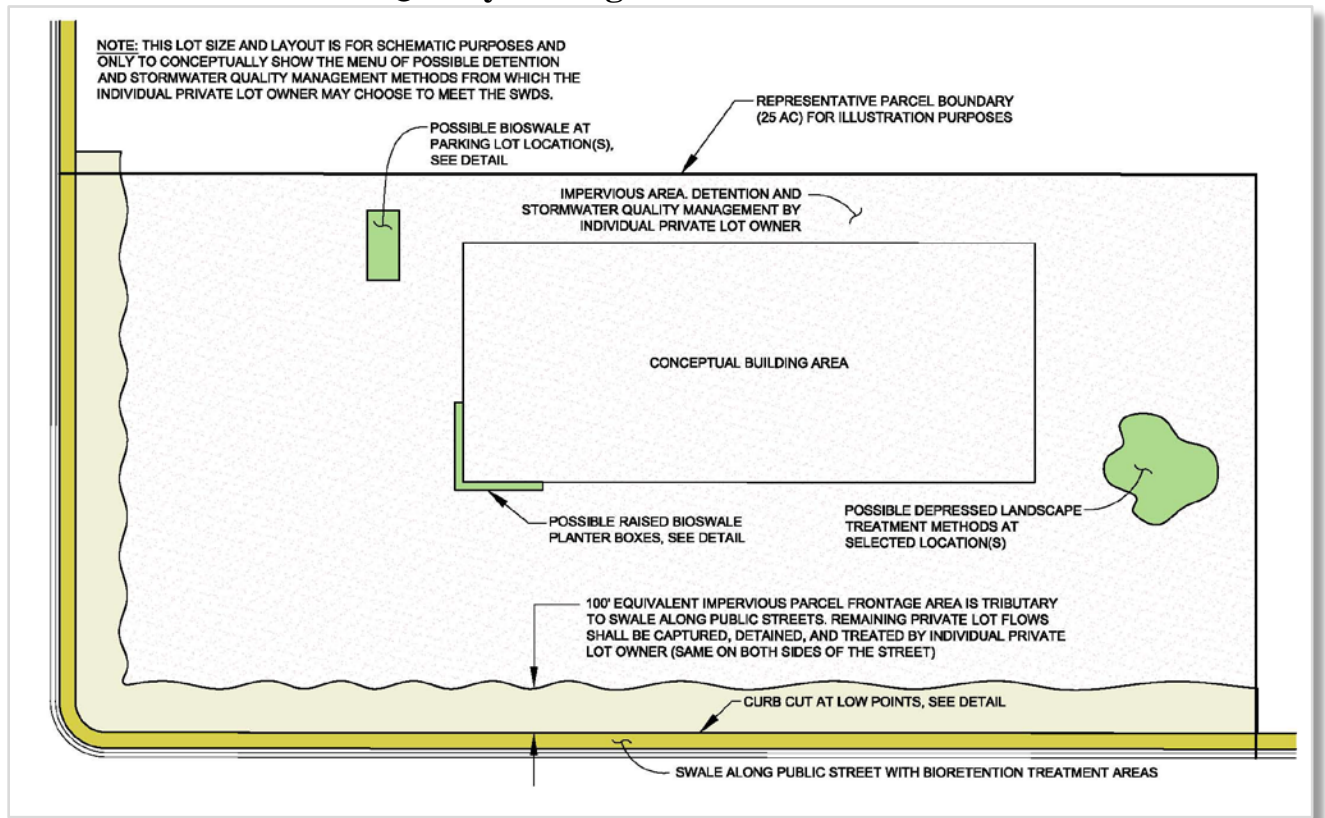 NOTE: THIS LOT SIZE AND LAYOUT IS FOR SCHEMATIC PURPOSES AND
ONLY TO CONCEPTUALLY SHOW THE MENU OF POSSIBLE DETENTION
AND STORMWATER QUALITY MANAGEMENT METHODS FROM WHICH THE
INDIVIDUAL PRIVATE LOT OWNER MAY CHOOSE TO MEET THE SWDS.
REPRESENTATIVE PARCEL BOUNDARY
(25 AC) FOR ILLUSTRATION PURPOSES
POSSIBLE BIOSWALE AT
PARKING LOT LOCATION(S),
SEE DETAIL
IMPERVIOUS AREA. DETENTION AND
STORMWATER QUALITY MANAGEMENT BY
INDIVIDUAL PRIVATE LOT OWNER
CONCEPTUAL BUILDING AREA
POSSIBLE RAISED BIOSWALE
PLANTER BOXES, SEE DETAIL
POSSIBLE DEPRESSED LANDSCAPE
TREATMENT METHODS AT
SELECTED LOCATION(S)
100' EQUIVALENT IMPERVIOUS PARCEL FRONTAGE AREA IS TRIBUTARY
TO SWALE ALONG PUBLIC STREETS. REMAINING PRIVATE LOT FLOWS
SHALL BE CAPTURED, DETAINED, AND TREATED BY INDIVIDUAL PRIVATE
LOT OWNER (SAME ON BOTH SIDES OF THE STREET)
CURB CUT AT LOW POINTS, SEE DETAIL
SWALE ALONG PUBLIC STREET WITH BIORETENTION TREATMENT AREAS